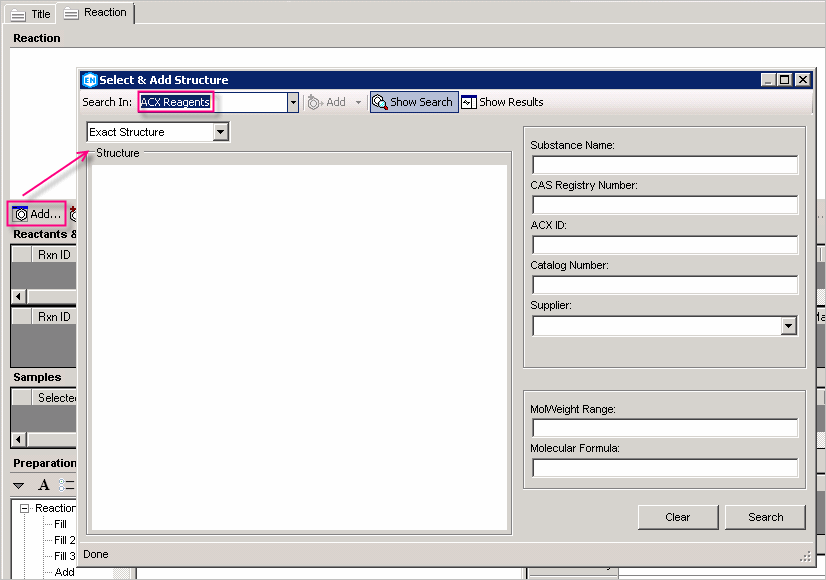 Title
Reaction
Reaction
EN Select & Add Structure
Search In: ACX Reagents Add Show Search Show Results
Exact Structure
Structure
Substance Name:
CAS Registry Number:
ACX ID:
Catalog Number:
Supplier:
MolWeight Range:
Molecular Formula:
Clear Search
Done
Add...
Reactants &
Rxn ID
Rxn ID
Samples
Selected
Preparation
A
Reaction
Fill
Fill 2
Fill 3
Add